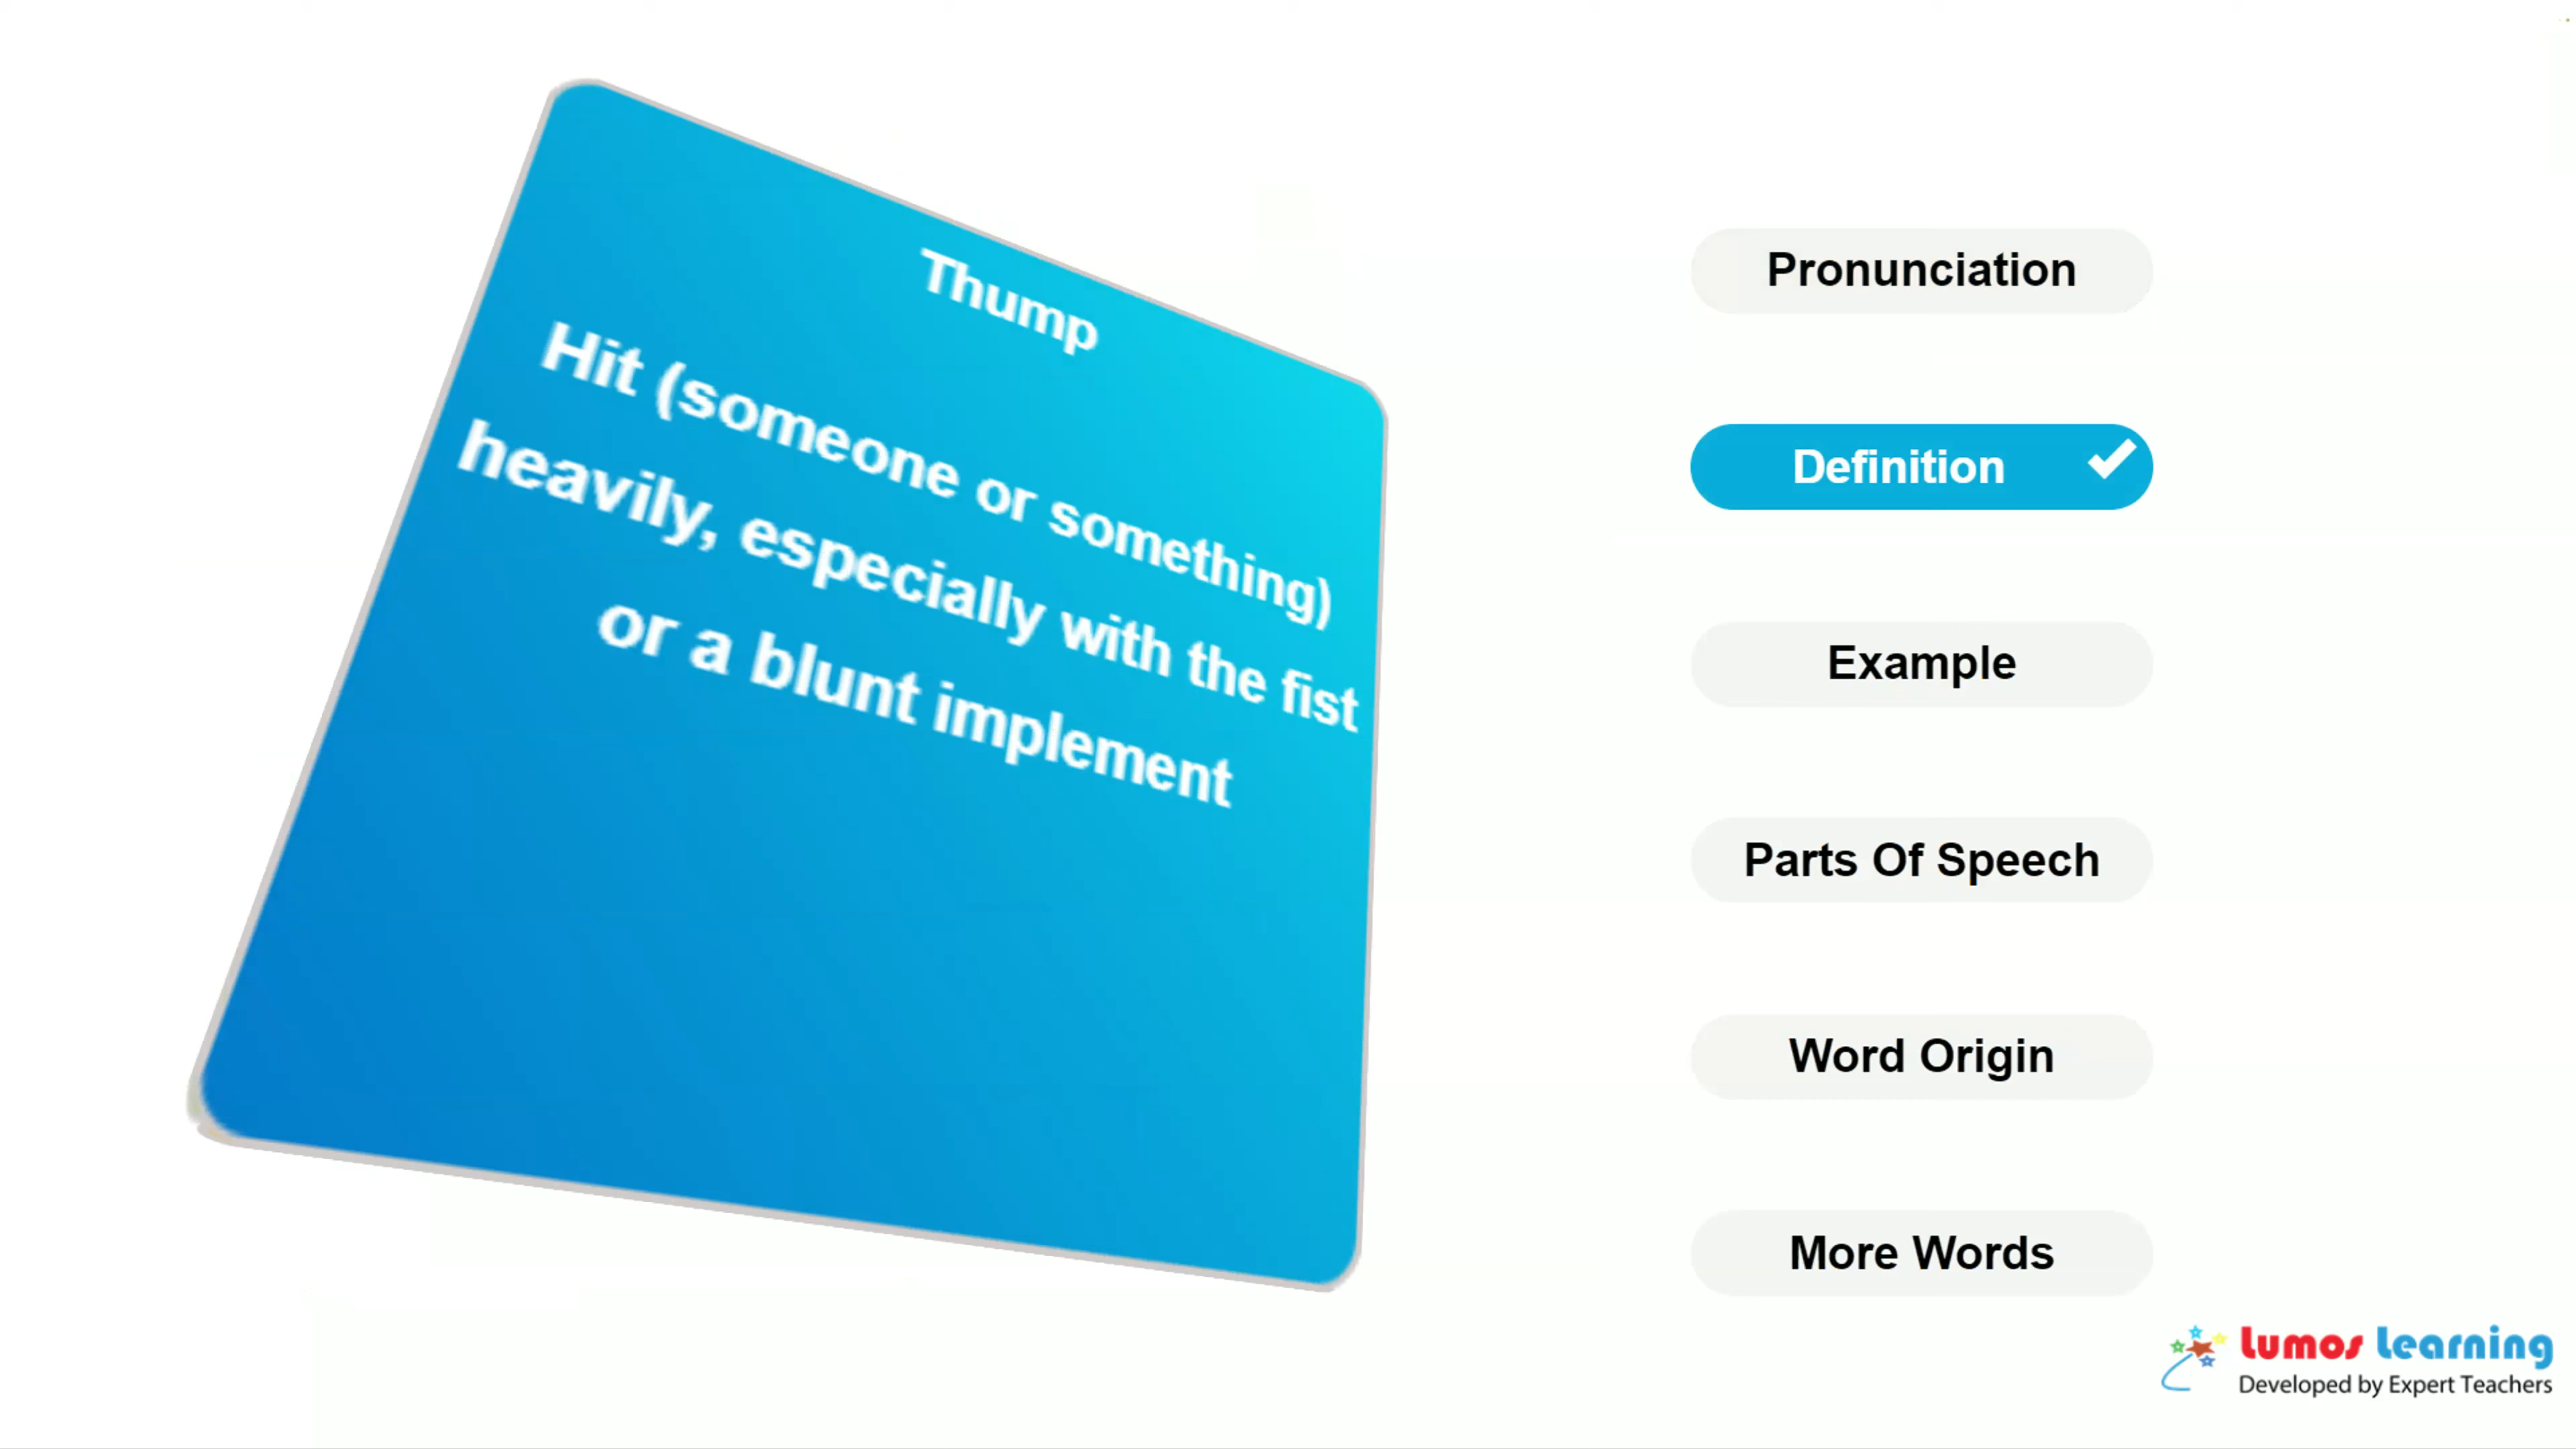 Thump
Hit (someone or something)
heavily, especially with the fist
or a blunt implement
Pronunciation
Definition
Example
Parts Of Speech
Word Origin
More Words
Lumos Learning
Developed by Expert Teachers